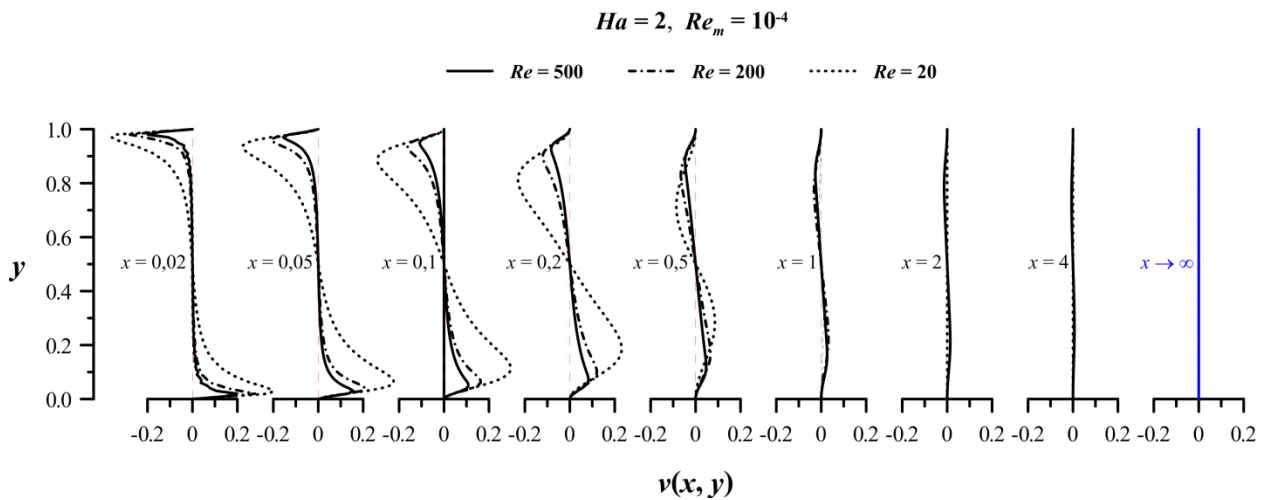 Ha = 2, Re_m = 10^-4
Re = 500 Re = 200 Re = 20
1.0
0.8
0.6
0.4
0.2
0.0
y
x = 0,02 x = 0,05 x = 0,1 x = 0,2 x = 0,5 x = 1 x = 2 x = 4 x → ∞
-0.2 0 0.2 -0.2 0 0.2 -0.2 0 0.2 -0.2 0 0.2 -0.2 0 0.2 -0.2 0 0.2 -0.2 0 0.2 -0.2 0 0.2 -0.2 0 0.2
v(x, y)